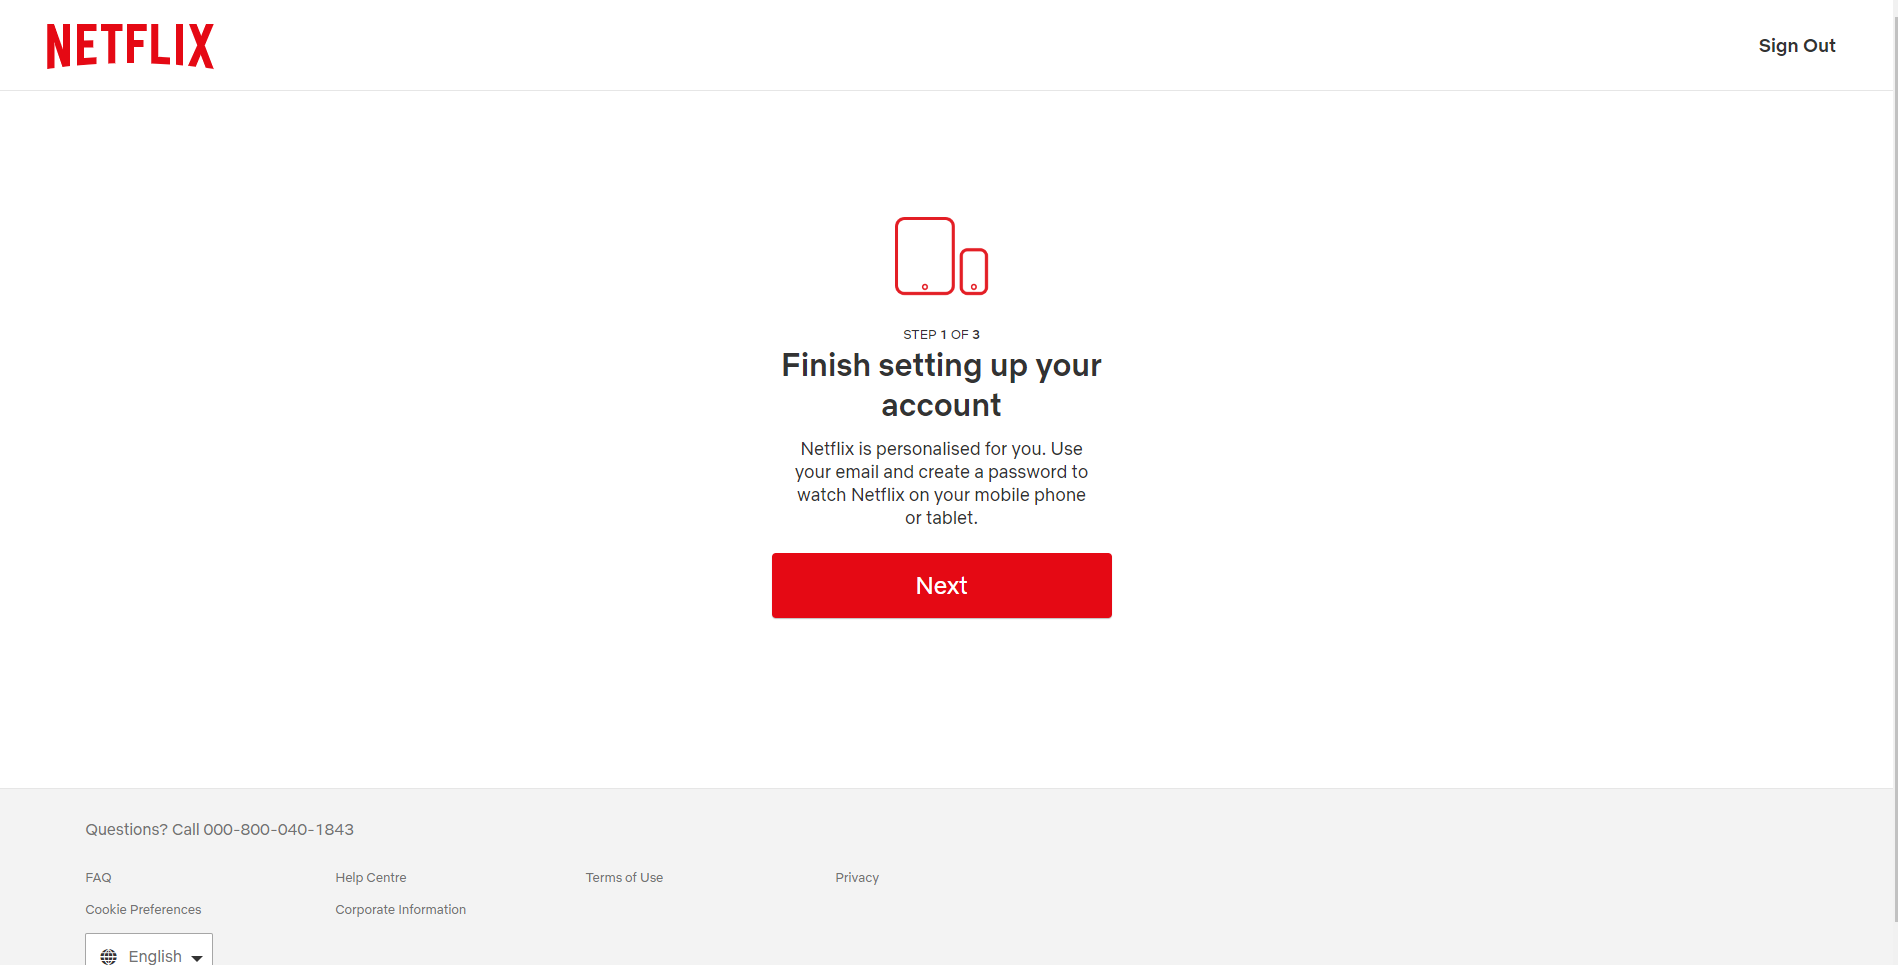 NETFLIX
Sign Out
STEP 1 OF 3
Finish setting up your
account
Netflix is personalised for you. Use
your email and create a password to
watch Netflix on your mobile phone
or tablet.
Next
Questions? Call 000-800-040-1843
FAQ
Help Centre
Terms of Use
Privacy
Cookie Preferences
Corporate Information
English